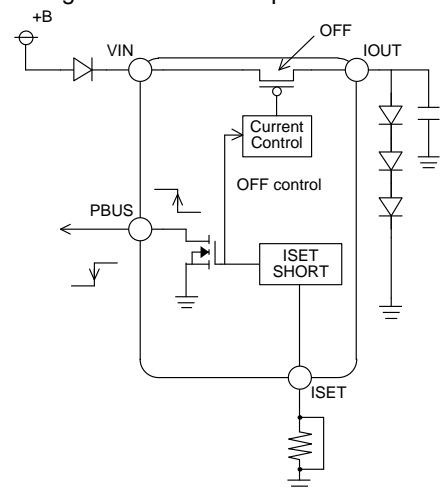 +B
VIN
OFF
IOUT
Current
Control
OFF control
PBUS
ISET
SHORT
ISET